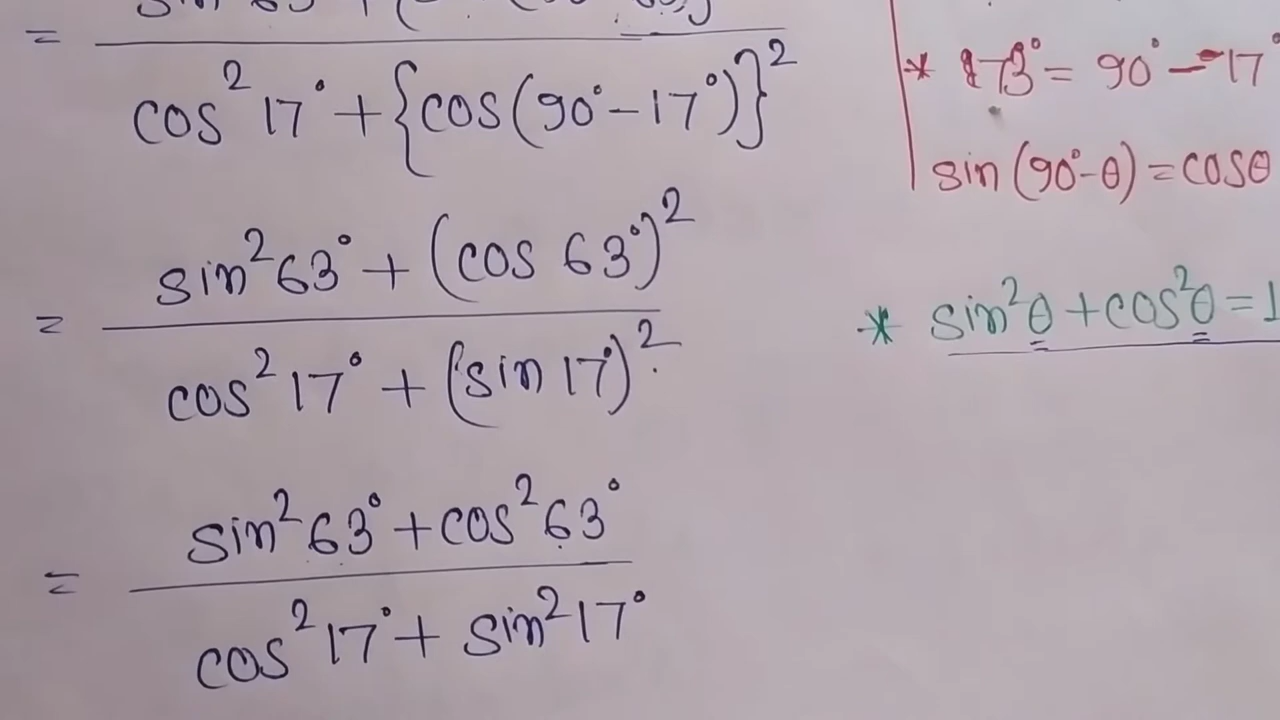 =
cos² 17° + {cos(90° – 17°)}²
= sin² 63° + (cos 63°)²
cos² 17° + (sin 17°)²
= sin² 63° + cos² 63°
cos² 17° + sin² 17°
* 73° = 90° – 17°
sin (90° – θ) = cosθ
* sin²θ + cos²θ = 1